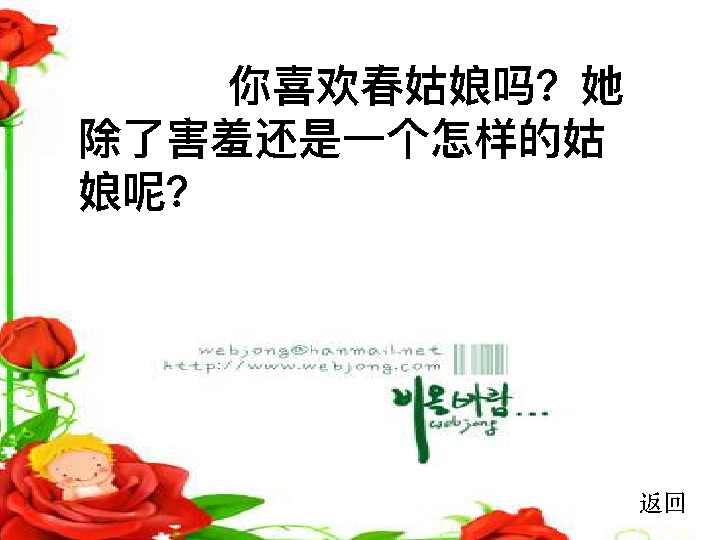 你喜欢春姑娘吗？她
除了害羞还是一个怎样的姑
娘呢？
webjong@hanmail.net
http://www.webjong.com
비온바람...
webjong
返回